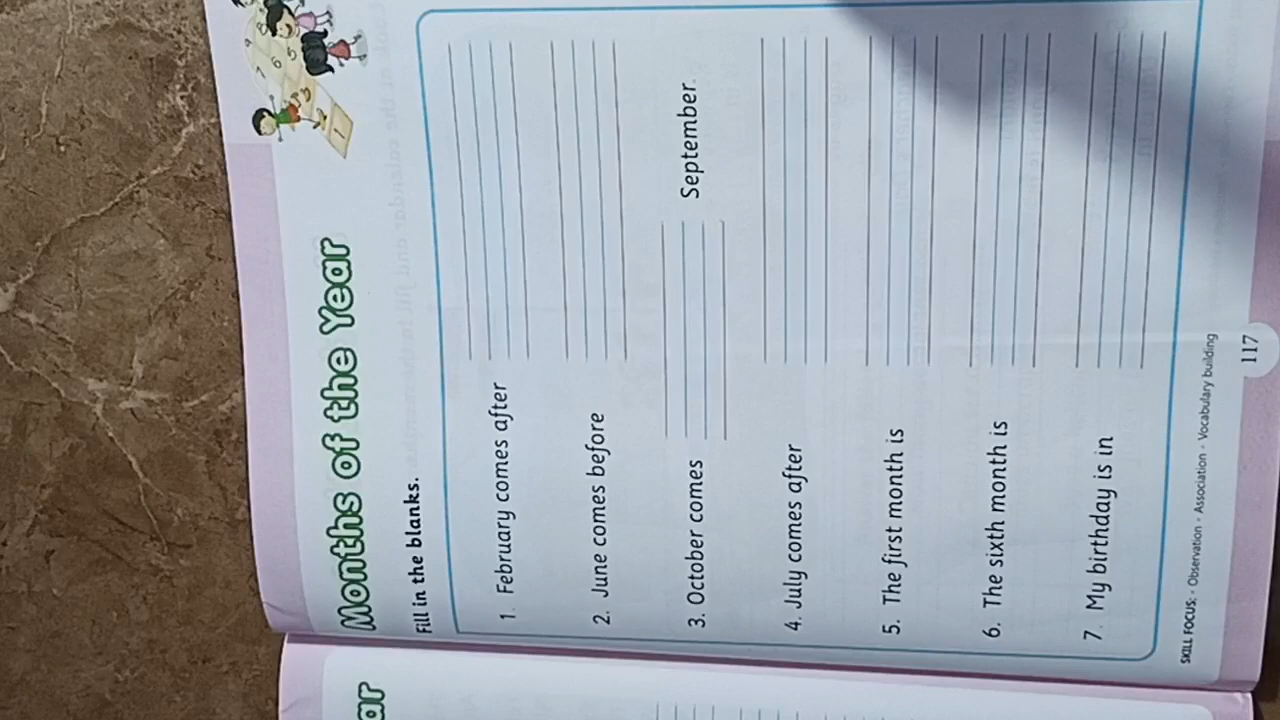 Months of the Year
Fill in the blanks.
1. February comes after
2. June comes before
3. October comes September.
4. July comes after
5. The first month is
6. The sixth month is
7. My birthday is in
SKILL FOCUS: • Observation • Association • Vocabulary building
117
ar